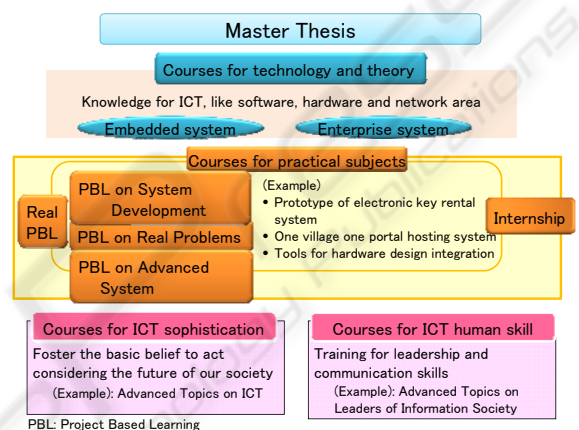 Master Thesis
Courses for technology and theory
Knowledge for ICT, like software, hardware and network area
Embedded system
Enterprise system
Courses for practical subjects
Real
PBL
PBL on System
Development
PBL on Real Problems
PBL on Advanced
System
(Example)
• Prototype of electronic key rental
system
• One village one portal hosting system
• Tools for hardware design integration
Internship
Courses for ICT sophistication
Foster the basic belief to act
considering the future of our society
(Example): Advanced Topics on ICT
Courses for ICT human skill
Training for leadership and
communication skills
(Example): Advanced Topics on
Leaders of Information Society
PBL: Project Based Learning